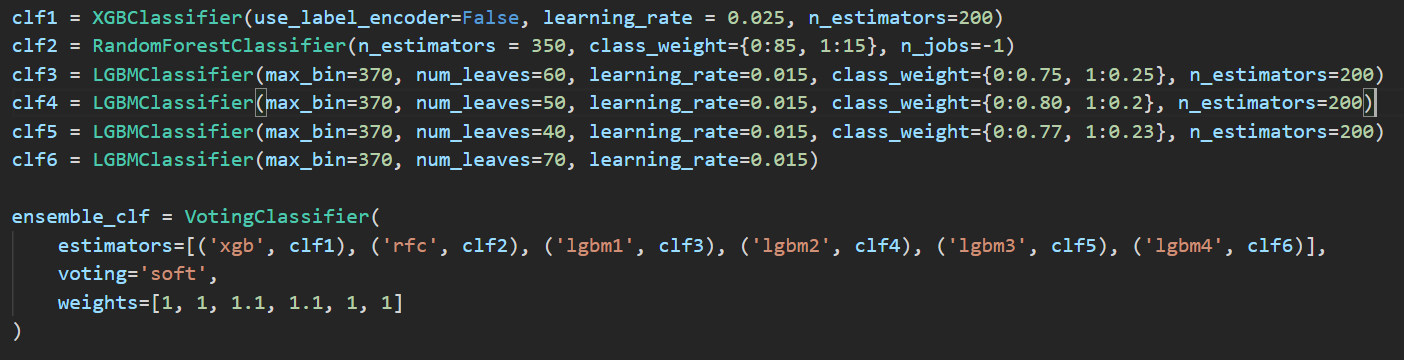 clf1 = XGBClassifier(use_label_encoder=False, learning_rate = 0.025, n_estimators=200)
clf2 = RandomForestClassifier(n_estimators = 350, class_weight={0:85, 1:15}, n_jobs=-1)
clf3 = LGBMClassifier(max_bin=370, num_leaves=60, learning_rate=0.015, class_weight={0:0.75, 1:0.25}, n_estimators=200)
clf4 = LGBMClassifier(max_bin=370, num_leaves=50, learning_rate=0.015, class_weight={0:0.80, 1:0.2}, n_estimators=200)
clf5 = LGBMClassifier(max_bin=370, num_leaves=40, learning_rate=0.015, class_weight={0:0.77, 1:0.23}, n_estimators=200)
clf6 = LGBMClassifier(max_bin=370, num_leaves=70, learning_rate=0.015)
ensemble_clf = VotingClassifier(
    estimators=[('xgb', clf1), ('rfc', clf2), ('lgbm1', clf3), ('lgbm2', clf4), ('lgbm3', clf5), ('lgbm4', clf6)],
    voting='soft',
    weights=[1, 1, 1.1, 1.1, 1, 1]
)